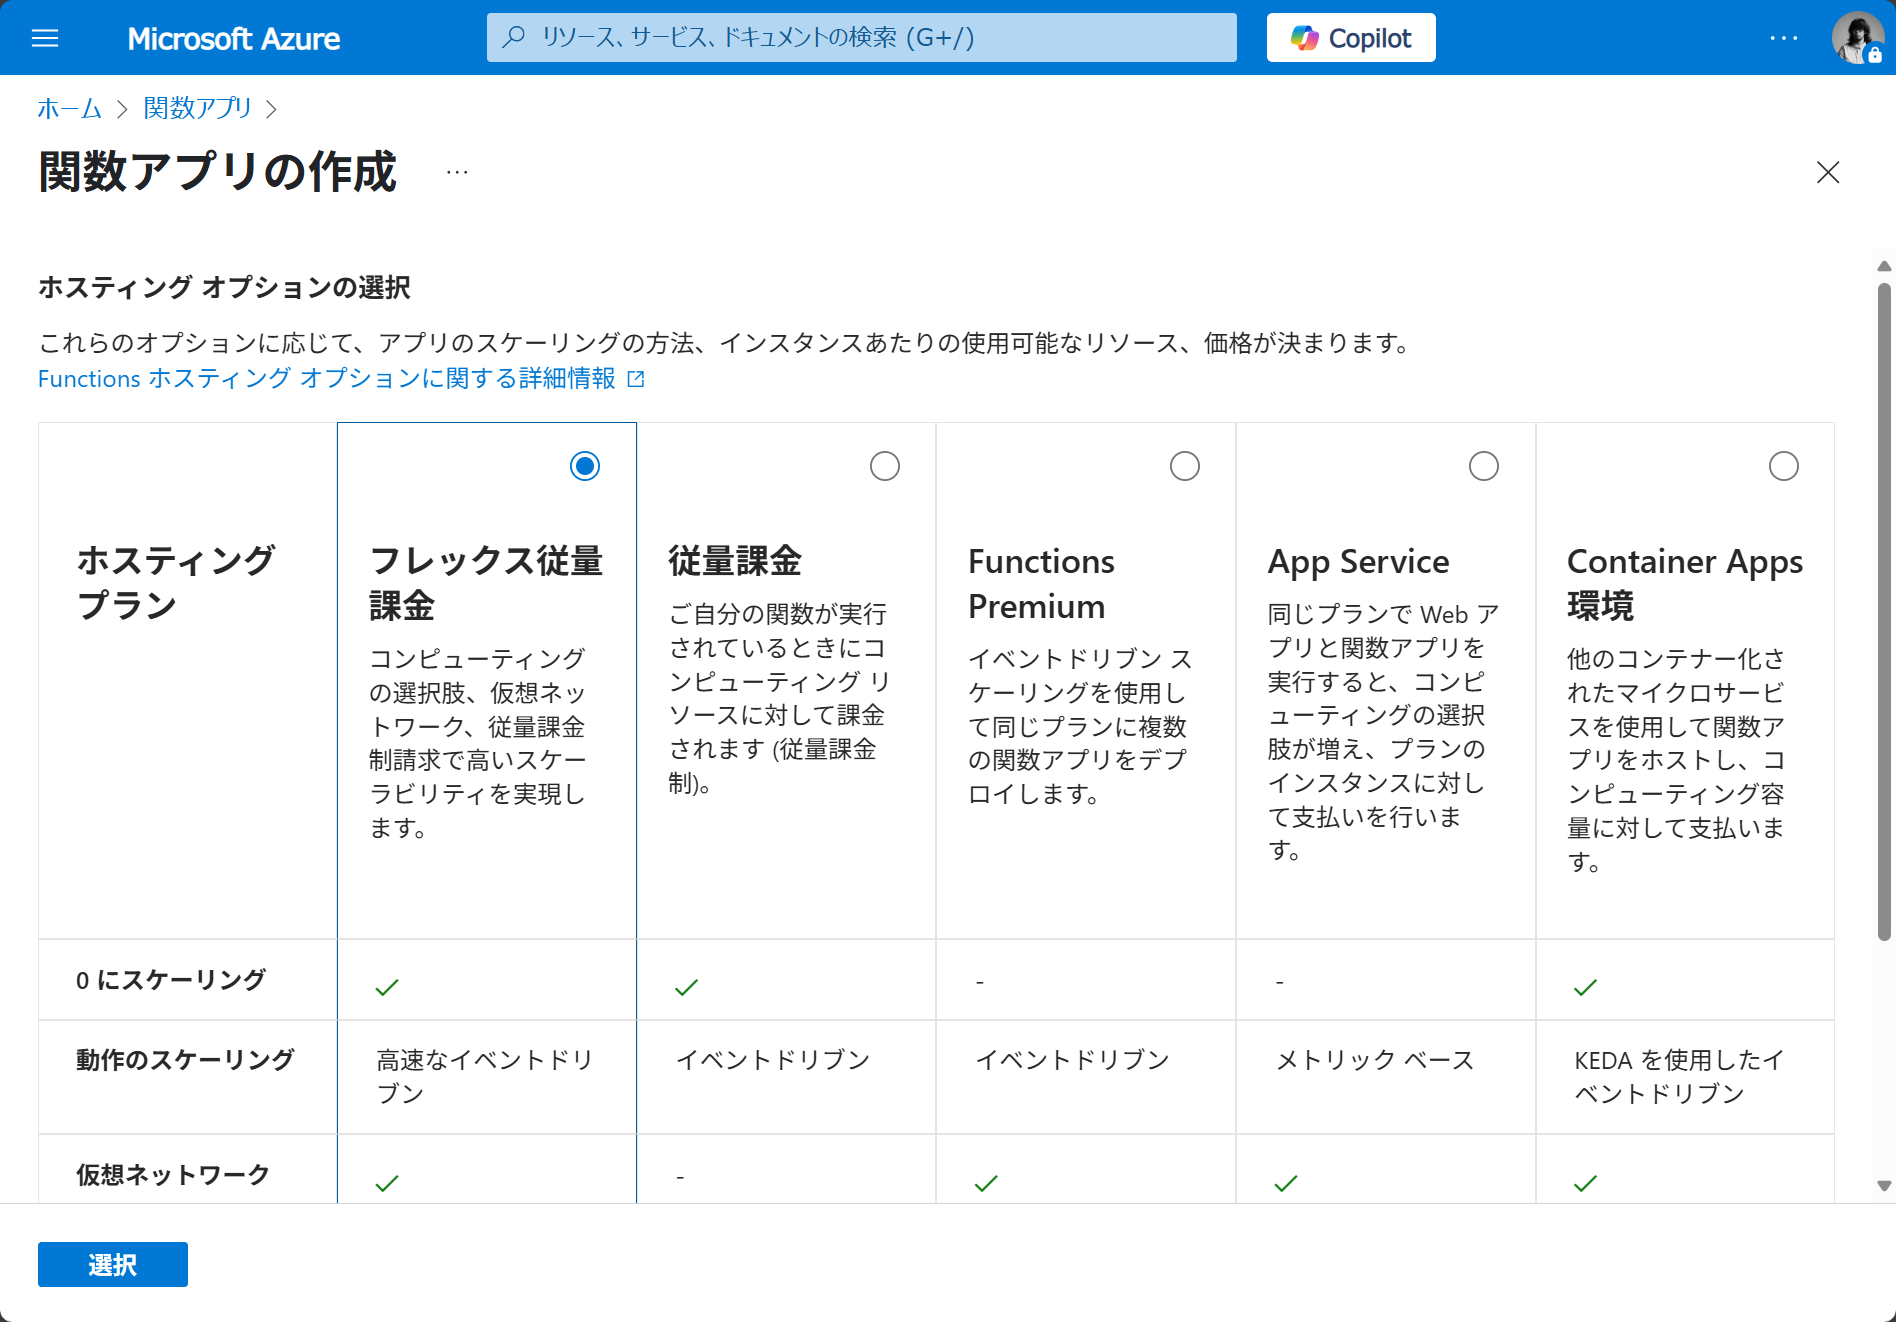 Microsoft Azure
リソース、サービス、ドキュメントの検索 (G+/)
Copilot
ホーム
関数アプリ
関数アプリの作成
ホスティング オプションの選択
これらのオプションに応じて、アプリのスケーリングの方法、インスタンスあたりの使用可能なリソース、価格が決まります。
Functions ホスティング オプションに関する詳細情報
ホスティング
プラン
フレックス従量
課金
コンピューティング
の選択肢、仮想ネッ
トワーク、従量課金
制請求で高いスケー
ラビリティを実現し
ます。
従量課金
ご自分の関数が実行
されているときにコ
ンピューティング リ
ソースに対して課金
されます (従量課金
制)。
Functions
Premium
イベントドリブン ス
ケーリングを使用し
て同じプランに複数
の関数アプリをデプ
ロイします。
App Service
同じプランで Web ア
プリと関数アプリを
実行すると、コンピ
ューティングの選択
肢が増え、プランの
インスタンスに対し
て支払いを行いま
す。
Container Apps
環境
他のコンテナー化さ
れたマイクロサービ
スを使用して関数ア
プリをホストし、コ
ンピューティング容
量に対して支払いま
す。
0 にスケーリング
-
-
動作のスケーリング
高速なイベントドリ
ブン
イベントドリブン
イベントドリブン
メトリック ベース
KEDA を使用したイ
ベントドリブン
仮想ネットワーク
-
選択